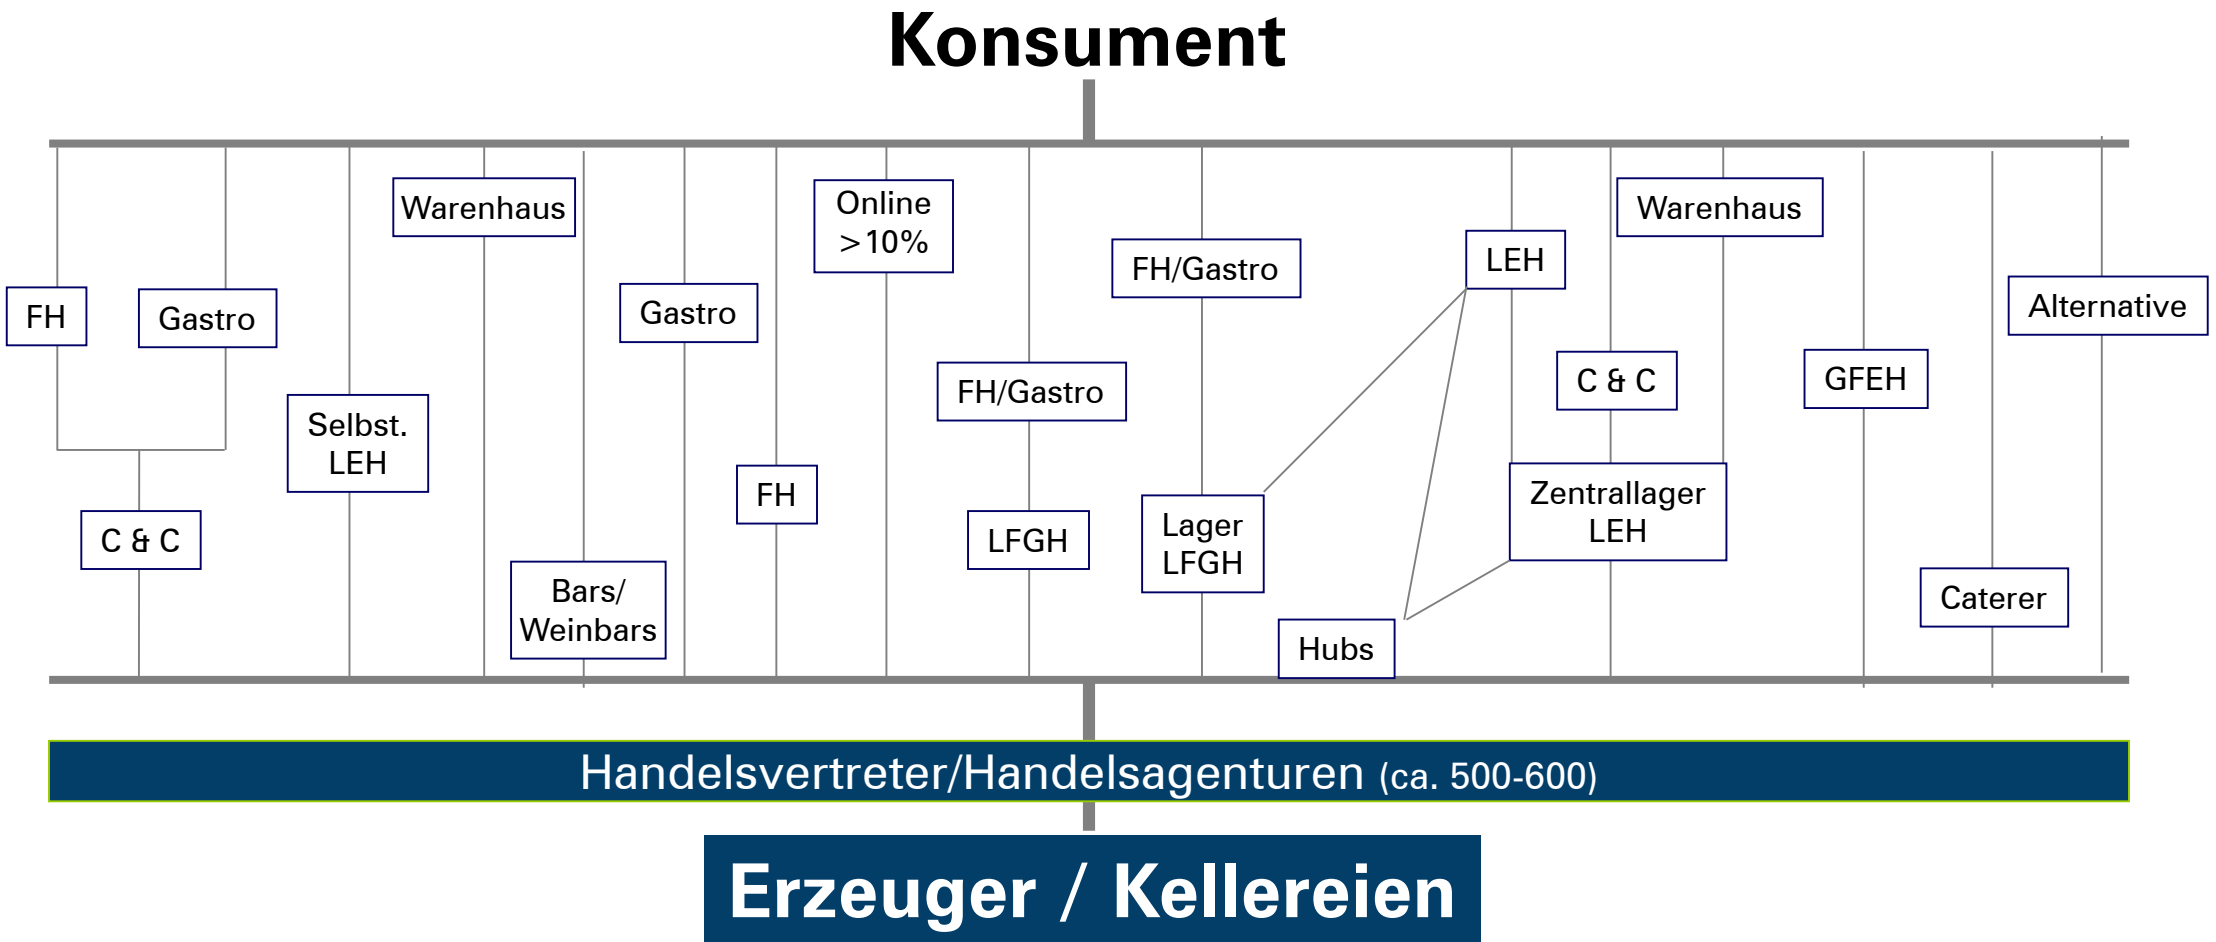 Konsument
Warenhaus
Online
>10%
Warenhaus
FH/Gastro
LEH
FH
Gastro
Gastro
Alternative
FH/Gastro
C & C
GFEH
Selbst.
LEH
FH
Zentrallager
LEH
C & C
LFGH
Lager
LFGH
Bars/
Weinbars
Caterer
Hubs
Handelsvertreter/Handelsagenturen (ca. 500-600)
Erzeuger / Kellereien